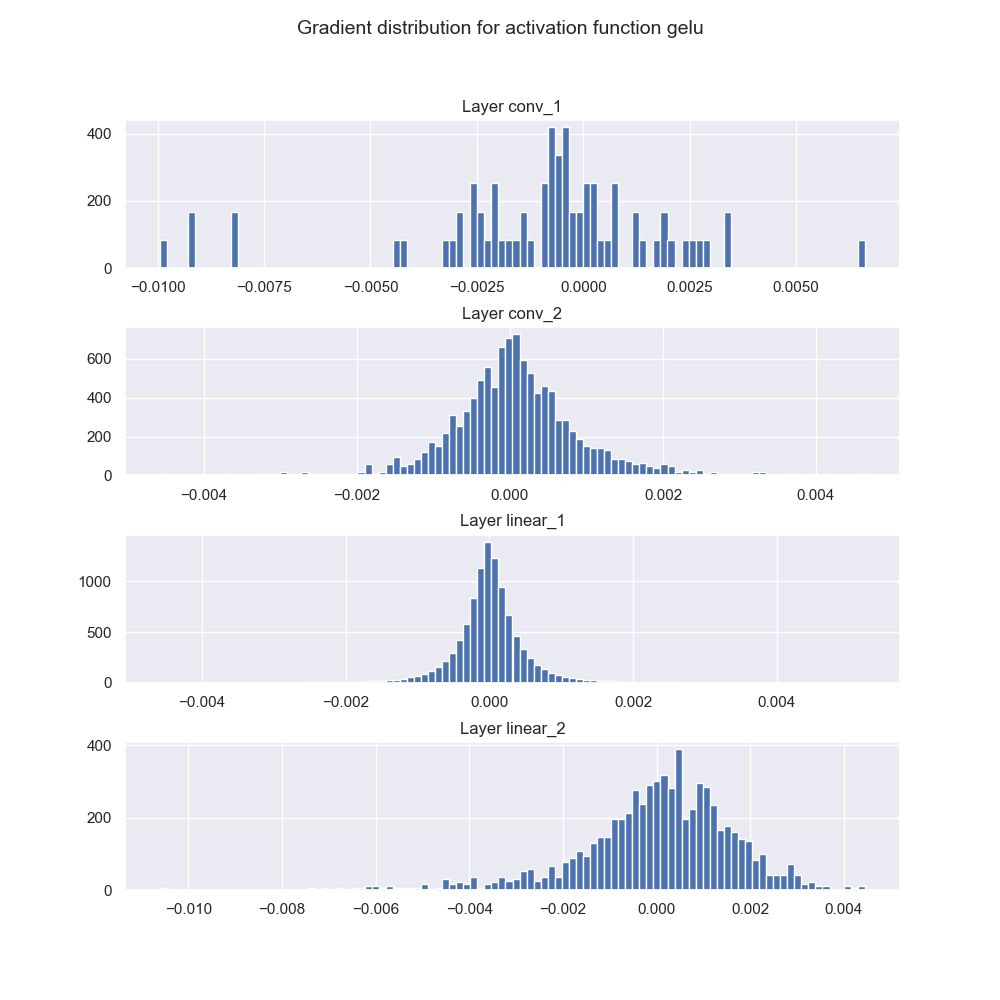 Gradient distribution for activation function gelu
Layer conv_1
400
200
0
−0.0100 −0.0075 −0.0050 −0.0025 0.0000 0.0025 0.0050
Layer conv_2
600
400
200
0
−0.004 −0.002 0.000 0.002 0.004
Layer linear_1
1000
500
0
−0.004 −0.002 0.000 0.002 0.004
Layer linear_2
400
200
0
−0.010 −0.008 −0.006 −0.004 −0.002 0.000 0.002 0.004